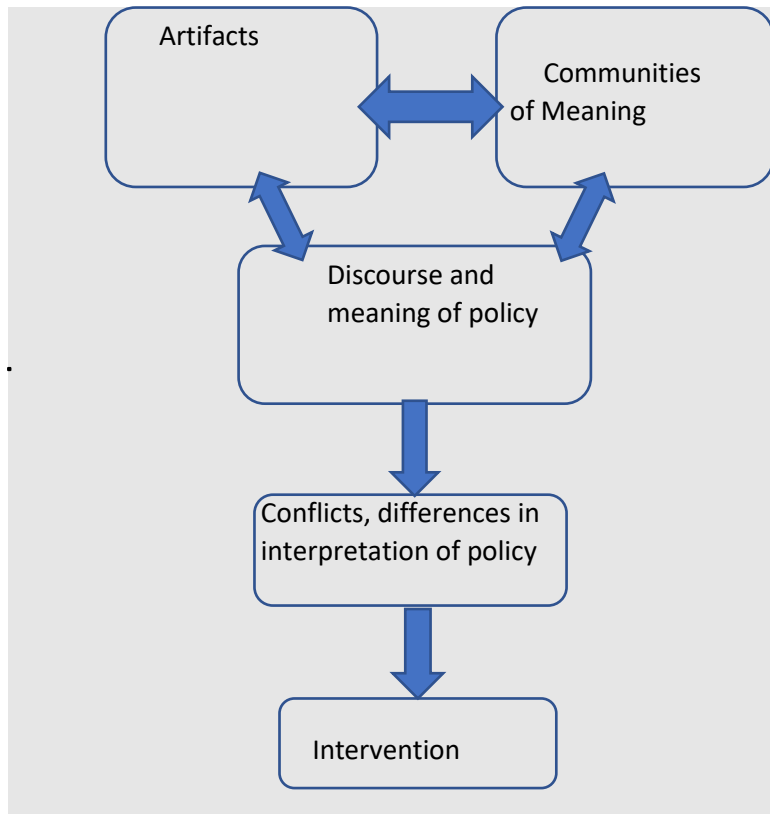 Artifacts
Communities
of Meaning
Discourse and
meaning of policy
Conflicts, differences in
interpretation of policy
Intervention